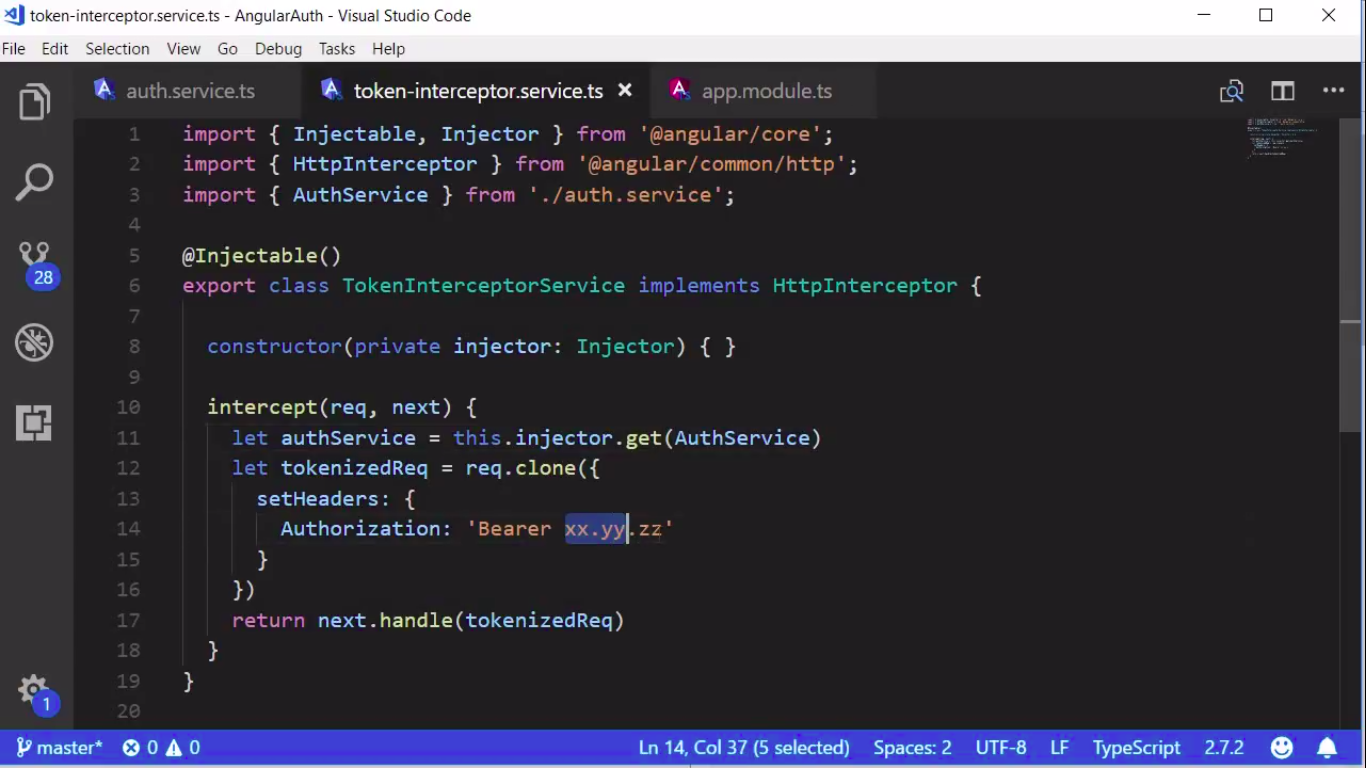 token-interceptor.service.ts - AngularAuth - Visual Studio Code
File Edit Selection View Go Debug Tasks Help
auth.service.ts token-interceptor.service.ts app.module.ts
1 import { Injectable, Injector } from '@angular/core';
2 import { HttpInterceptor } from '@angular/common/http';
3 import { AuthService } from './auth.service';
4
5 @Injectable()
6 export class TokenInterceptorService implements HttpInterceptor {
7
8 constructor(private injector: Injector) { }
9
10 intercept(req, next) {
11 let authService = this.injector.get(AuthService)
12 let tokenizedReq = req.clone({
13 setHeaders: {
14 Authorization: 'Bearer xx.yy.zz'
15 }
16 })
17 return next.handle(tokenizedReq)
18 }
19 }
20
28
1
master* 0 0 Ln 14, Col 37 (5 selected) Spaces: 2 UTF-8 LF TypeScript 2.7.2